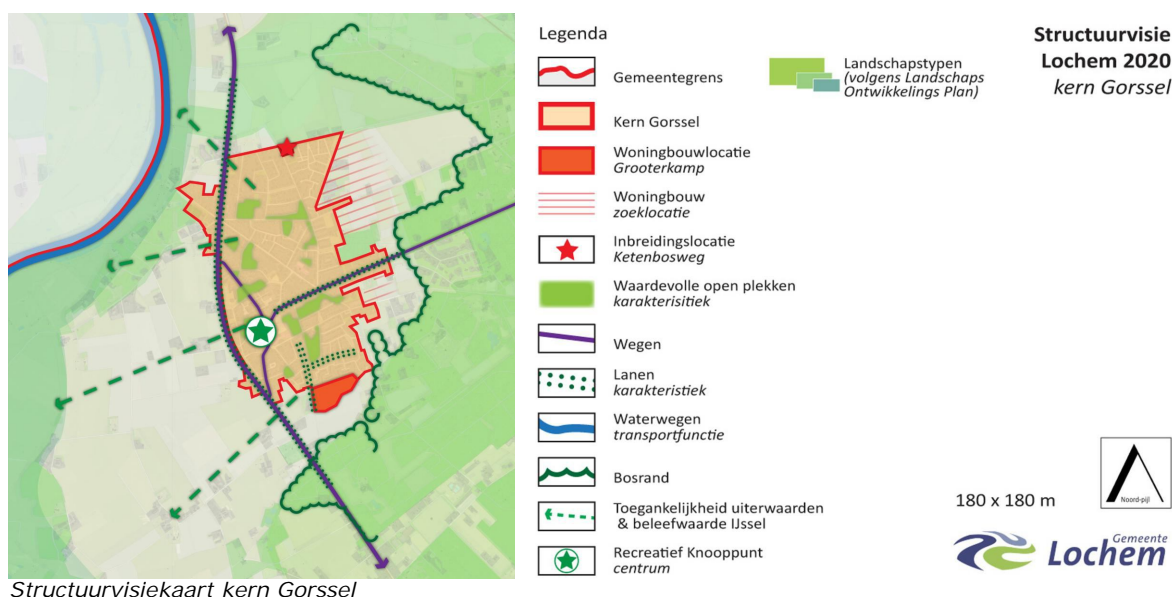 Legenda
Gemeentegrens
Kern Gorssel
Woningbouwlocatie
Grooterkamp
Woningbouw
zoeklocatie
Inbreidingslocatie
Ketenbosweg
Waardevolle open plekken
karakterisitiek
Wegen
Lanen
karakteristiek
Waterwegen
transportfunctie
Bosrand
Toegankelijkheid uiterwaarden
& beleefwaarde IJssel
Recreatief Knooppunt
centrum
Landschapstypen
(volgens Landschaps
Ontwikkelings Plan)
Structuurvisie
Lochem 2020
kern Gorssel
180 x 180 m
Noord-pijl
Gemeente
Lochem
Structuurvisiekaart kern Gorssel